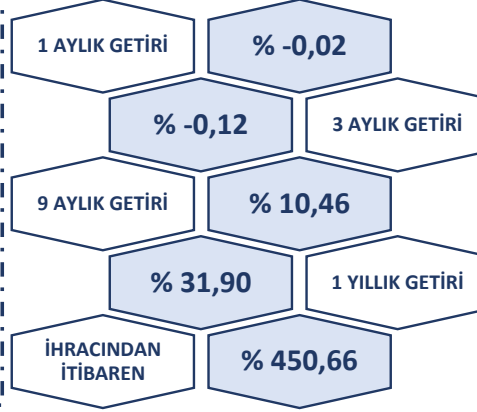 1 AYLIK GETİRİ
% -0,02
% -0,12
3 AYLIK GETİRİ
9 AYLIK GETİRİ
% 10,46
% 31,90
1 YILLIK GETİRİ
İHRACINDAN
İTİBAREN
% 450,66